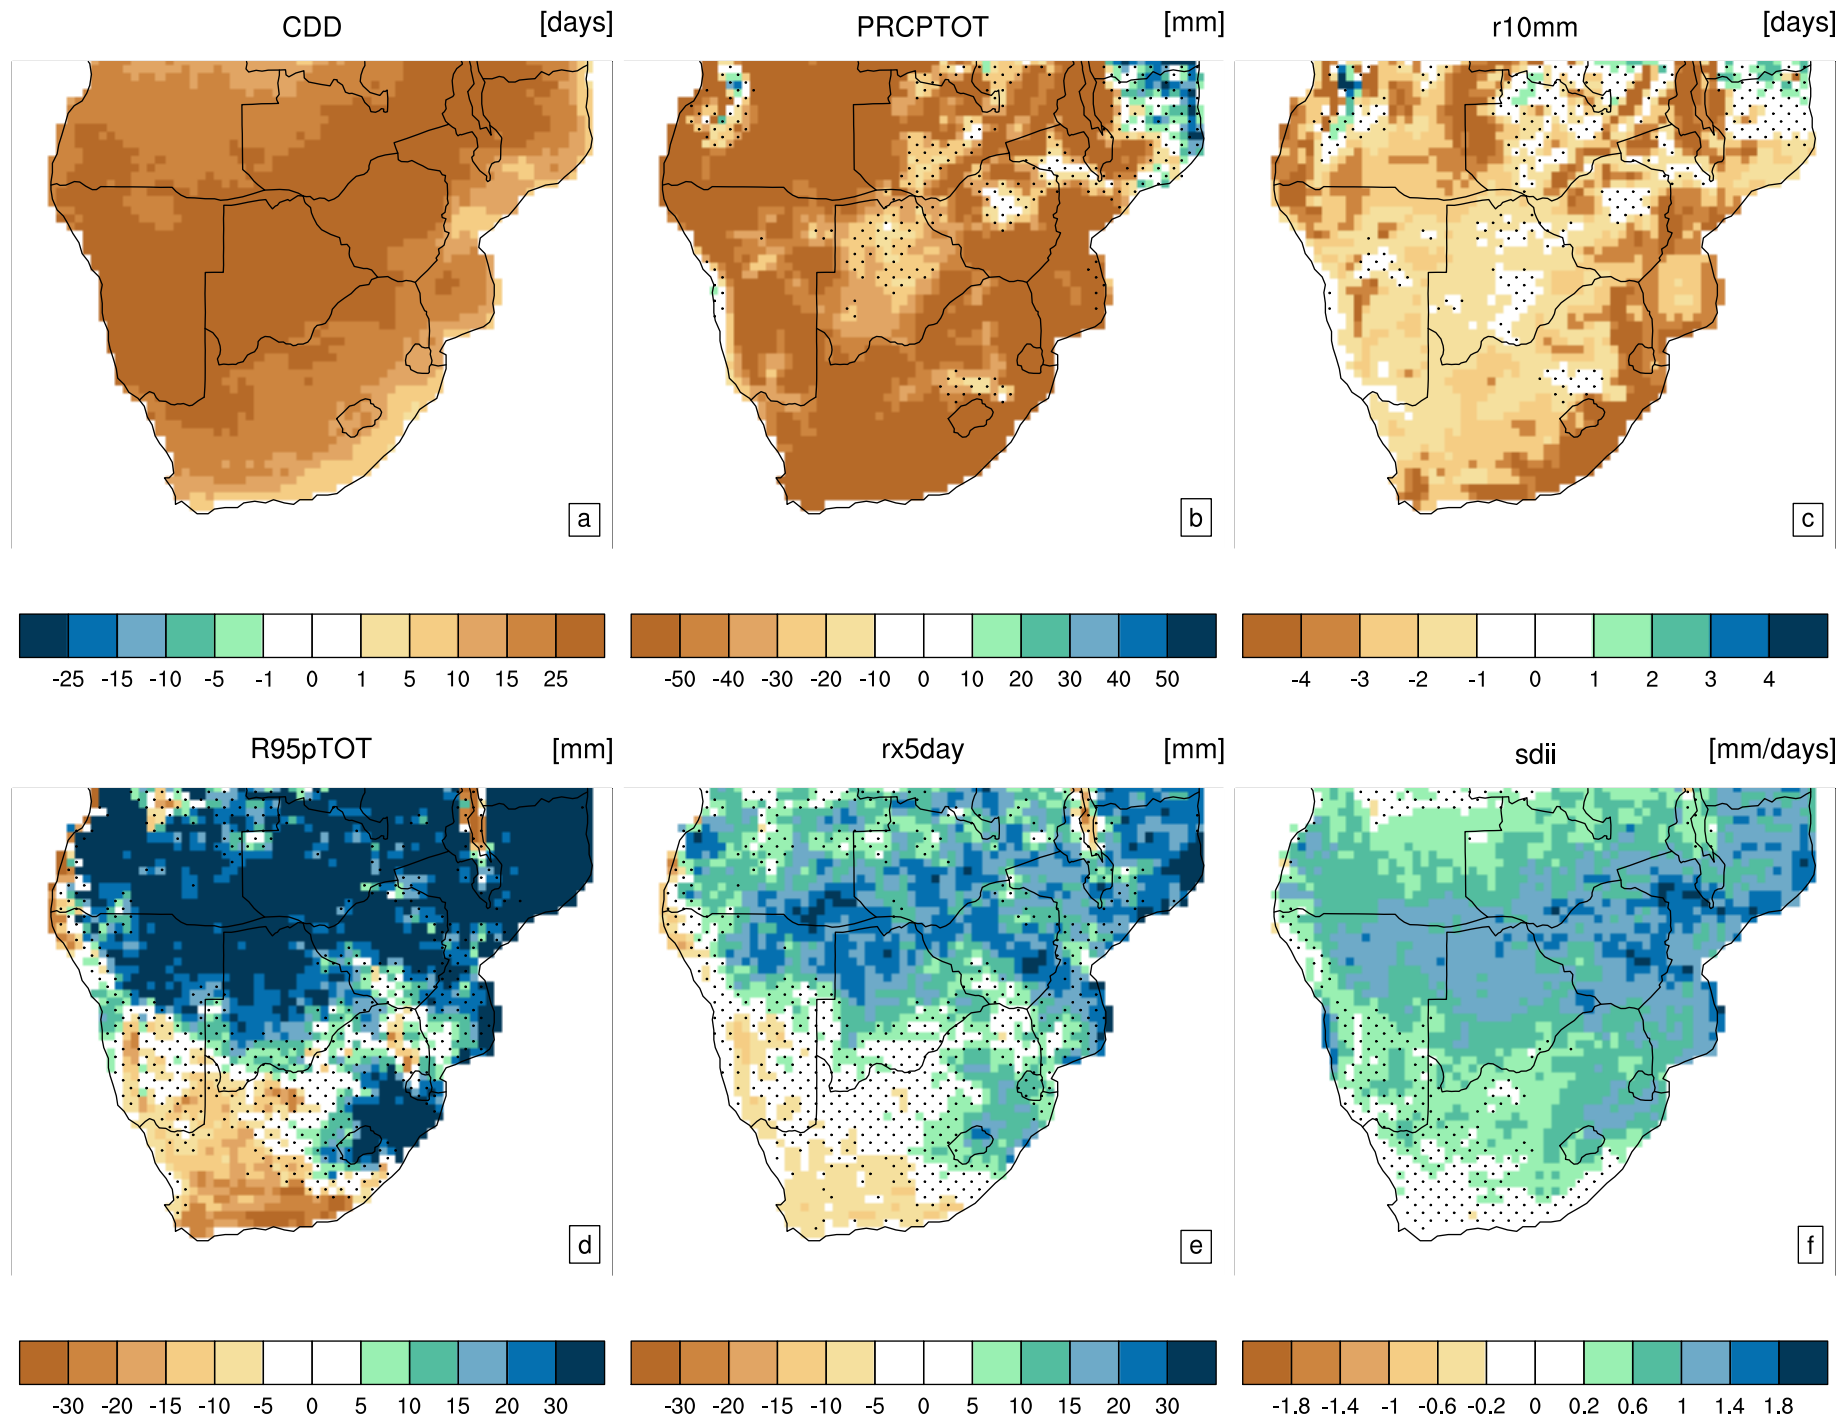 CDD [days]
PRCPTOT [mm]
r10mm [days]
a
b
c
-25 -15 -10 -5 -1 0 1 5 10 15 25
-50 -40 -30 -20 -10 0 10 20 30 40 50
-4 -3 -2 -1 0 1 2 3 4
R95pTOT [mm]
rx5day [mm]
sdii [mm/days]
d
e
f
-30 -20 -15 -10 -5 0 5 10 15 20 30
-30 -20 -15 -10 -5 0 5 10 15 20 30
-1.8 -1.4 -1 -0.6 -0.2 0 0.2 0.6 1 1.4 1.8